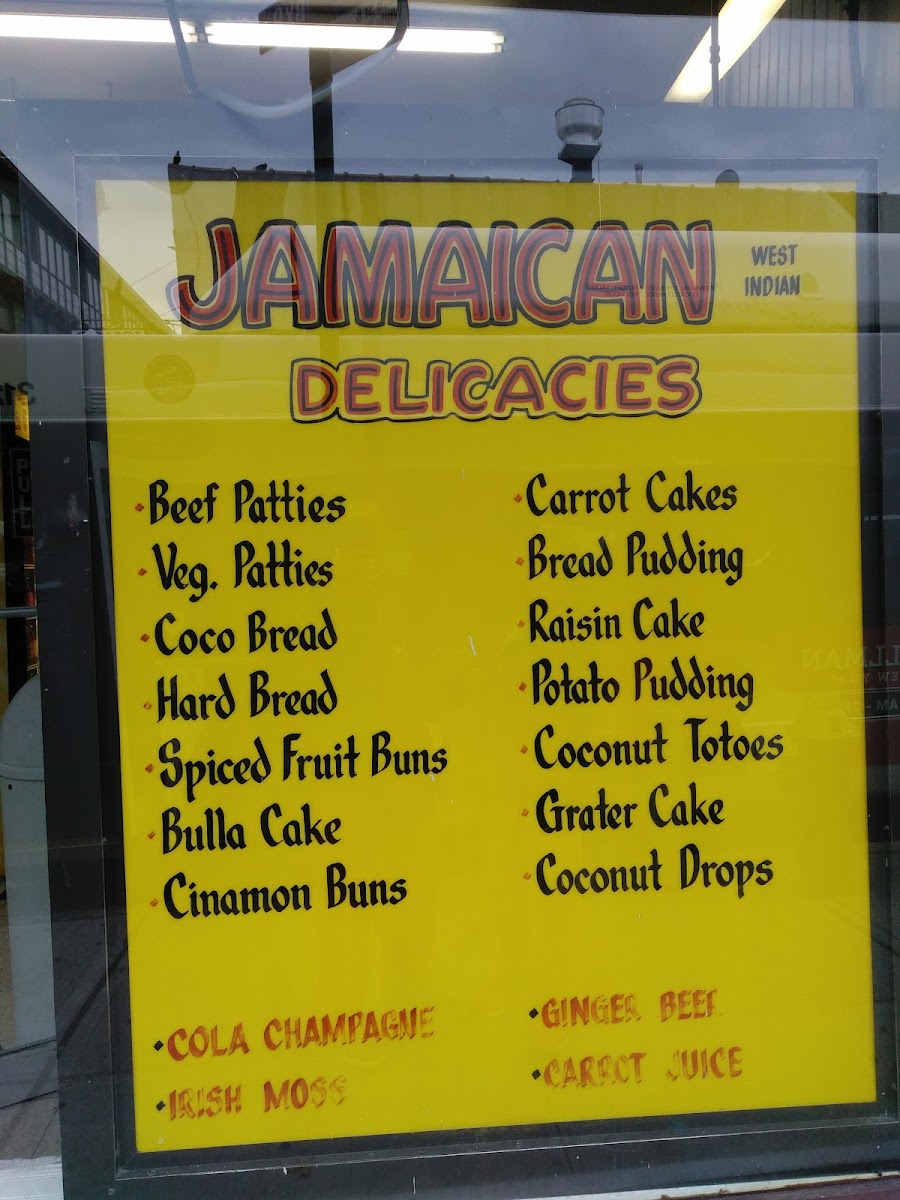 JAMAICAN
WEST
INDIAN
DELICACIES
Beef Patties
Veg. Patties
Coco Bread
Hard Bread
Spiced Fruit Buns
Bulla Cake
Cinamon Buns
Carrot Cakes
Bread Pudding
Raisin Cake
Potato Pudding
Coconut Totoes
Grater Cake
Coconut Drops
COLA CHAMPAGNE
IRISH MOSS
GINGER BEER
CARROT JUICE